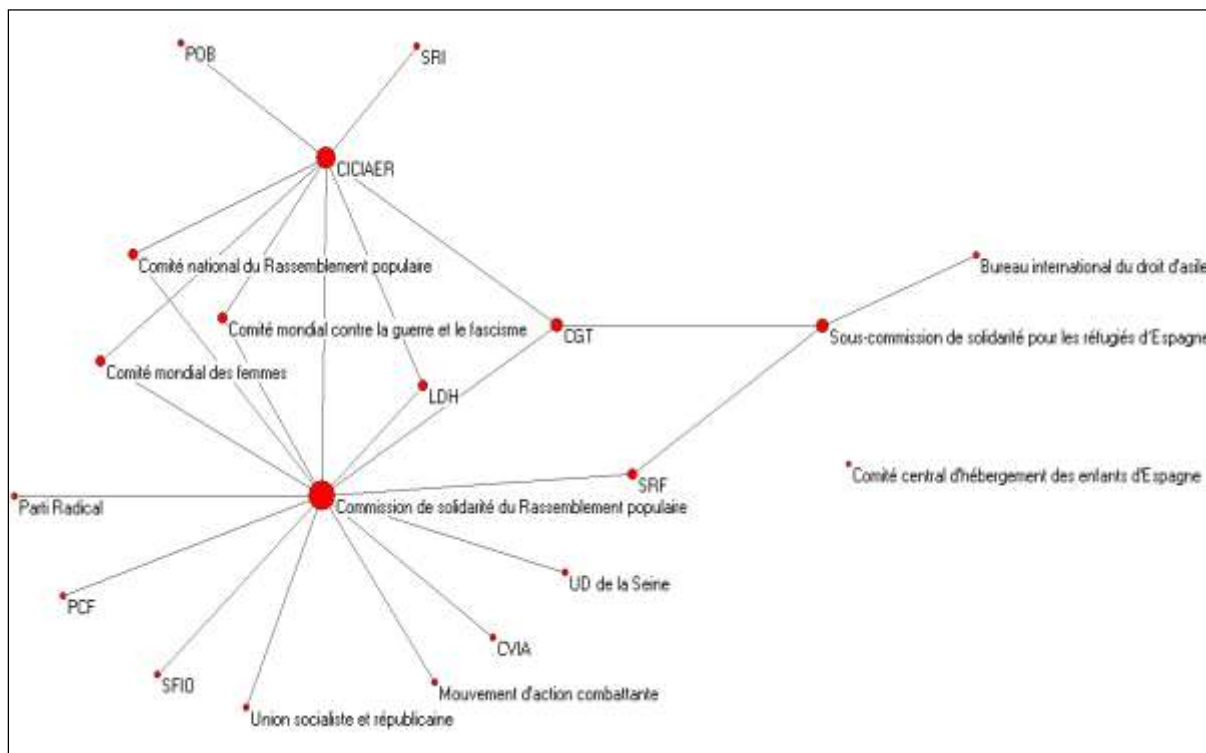 POB
SRI
CICIAER
Comité national du Rassemblement populaire
Bureau international du droit d'asile
Comité mondial contre la guerre et le fascisme
CGT
Sous-commission de solidarité pour les réfugiés d'Espagne
Comité mondial des femmes
LDH
SRF
Comité central d'hébergement des enfants d'Espagne
Parti Radical
Commission de solidarité du Rassemblement populaire
UD de la Seine
PCF
CVIA
SFIO
Mouvement d'action combattante
Union socialiste et républicaine